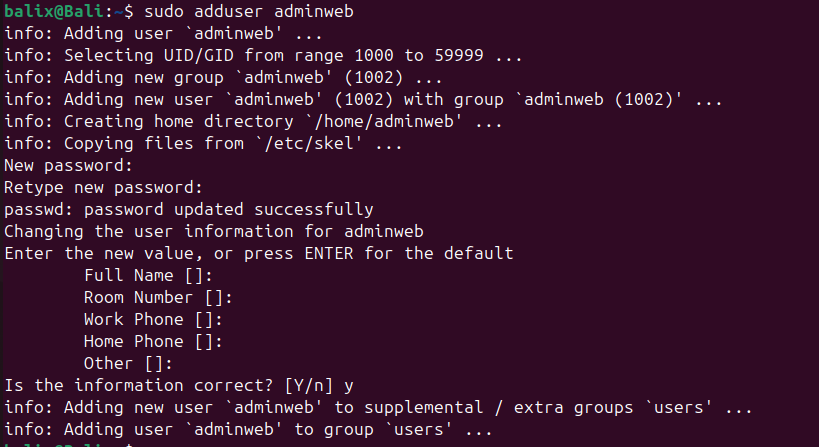 balix@Bali:~$ sudo adduser adminweb
info: Adding user `adminweb' ...
info: Selecting UID/GID from range 1000 to 59999 ...
info: Adding new group `adminweb' (1002) ...
info: Adding new user `adminweb' (1002) with group `adminweb (1002)' ...
info: Creating home directory `/home/adminweb' ...
info: Copying files from `/etc/skel' ...
New password:
Retype new password:
passwd: password updated successfully
Changing the user information for adminweb
Enter the new value, or press ENTER for the default
        Full Name []:
        Room Number []:
        Work Phone []:
        Home Phone []:
        Other []:
Is the information correct? [Y/n] y
info: Adding new user `adminweb' to supplemental / extra groups `users' ...
info: Adding user `adminweb' to group `users' ...